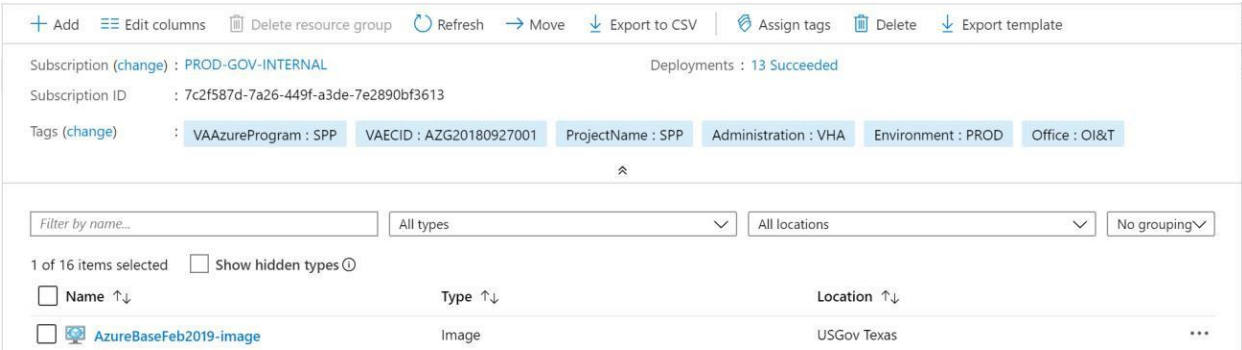 Add Edit columns Delete resource group Refresh Move Export to CSV Assign tags Delete Export template
Subscription (change) : PROD-GOV-INTERNAL Deployments : 13 Succeeded
Subscription ID : 7c2f587d-7a26-449f-a3de-7e2890bf3613
Tags (change) : VAAzureProgram : SPP VAECID : AZG20180927001 ProjectName : SPP Administration : VHA Environment : PROD Office : OI&T
Filter by name... All types All locations No grouping
1 of 16 items selected Show hidden types
Name Type Location
AzureBaseFeb2019-image Image USGov Texas